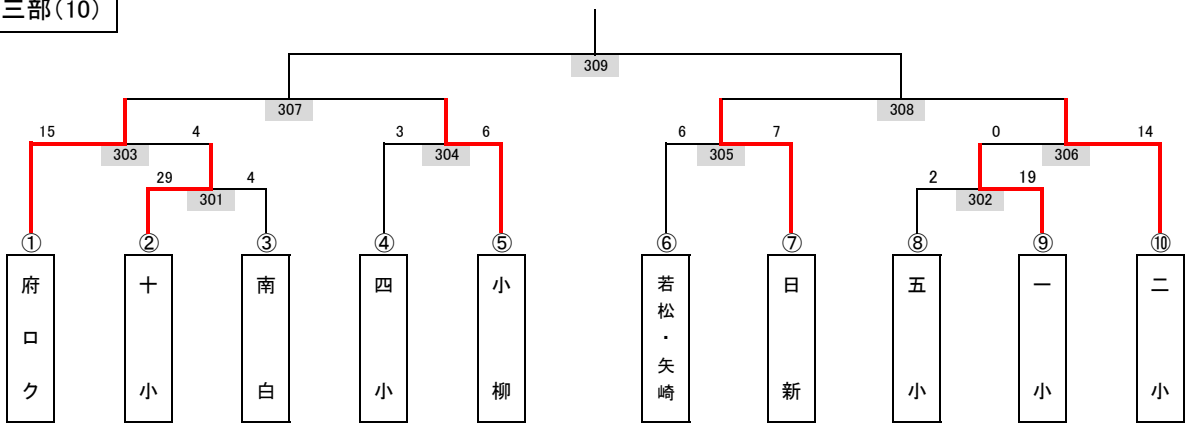 三部(10)
309
307
308
15
4
3
6
6
7
0
14
303
304
305
306
29
4
2
19
301
302
①
②
③
④
⑤
⑥
⑦
⑧
⑨
⑩
府ロク
十小
南白
四小
小柳
若松・矢崎
日新
五小
一小
二小